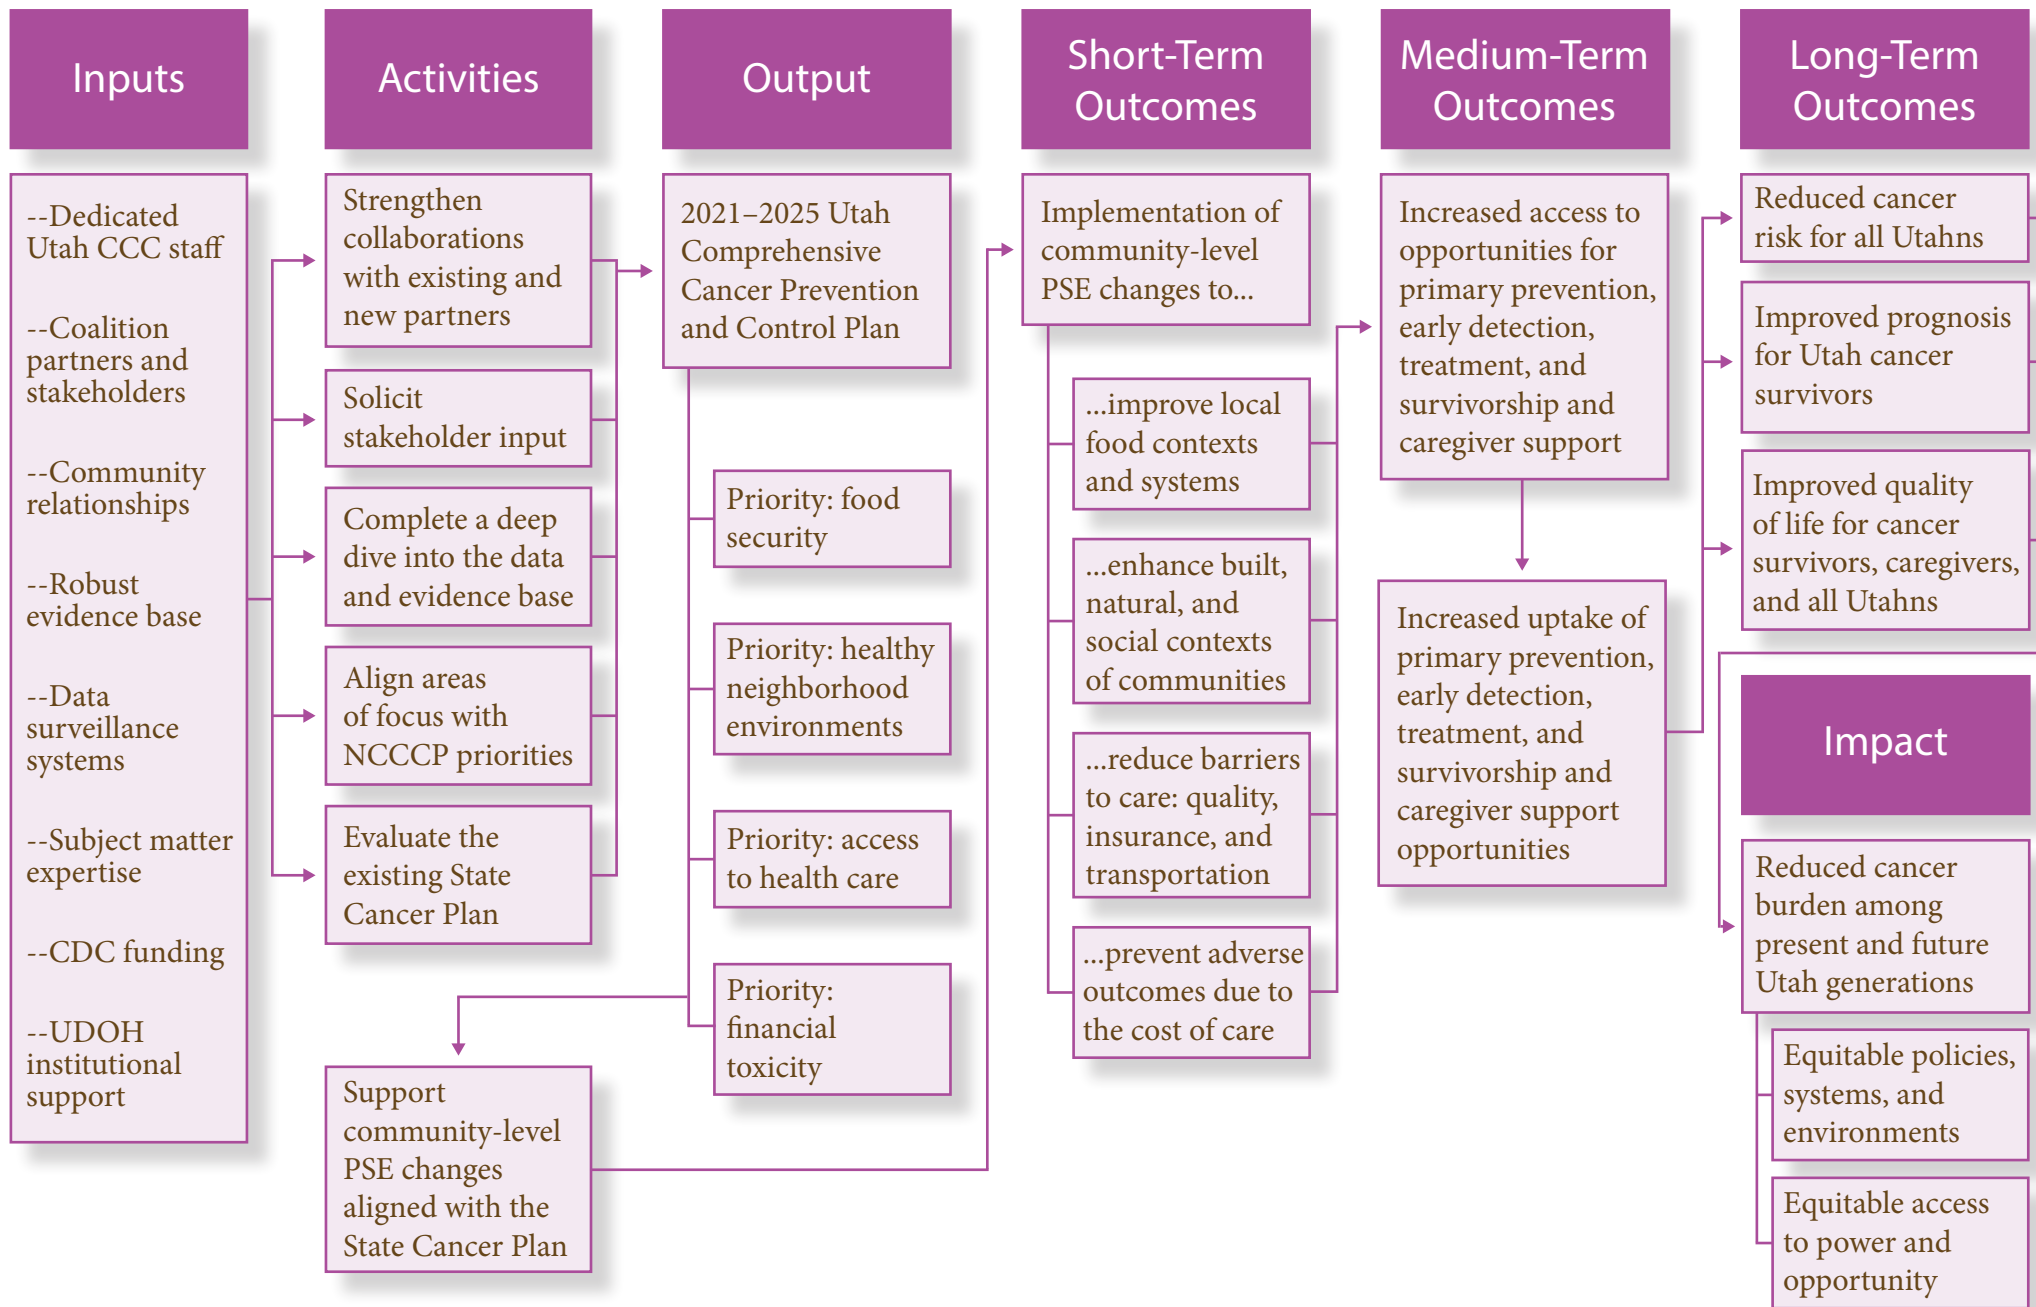 Inputs
--Dedicated
Utah CCC staff
--Coalition
partners and
stakeholders
--Community
relationships
--Robust
evidence base
--Data
surveillance
systems
--Subject matter
expertise
--CDC funding
--UDOH
institutional
support
Activities
Strengthen
collaborations
with existing and
new partners
Solicit
stakeholder input
Complete a deep
dive into the data
and evidence base
Align areas
of focus with
NCCCP priorities
Evaluate the
existing State
Cancer Plan
Support
community-level
PSE changes
aligned with the
State Cancer Plan
Output
2021–2025 Utah
Comprehensive
Cancer Prevention
and Control Plan
Priority: food
security
Priority: healthy
neighborhood
environments
Priority: access
to health care
Priority:
financial
toxicity
Short-Term
Outcomes
Implementation of
community-level
PSE changes to...
...improve local
food contexts
and systems
...enhance built,
natural, and
social contexts
of communities
...reduce barriers
to care: quality,
insurance, and
transportation
...prevent adverse
outcomes due to
the cost of care
Medium-Term
Outcomes
Increased access to
opportunities for
primary prevention,
early detection,
treatment, and
survivorship and
caregiver support
Increased uptake of
primary prevention,
early detection,
treatment, and
survivorship and
caregiver support
opportunities
Long-Term
Outcomes
Reduced cancer
risk for all Utahns
Improved prognosis
for Utah cancer
survivors
Improved quality
of life for cancer
survivors, caregivers,
and all Utahns
Impact
Reduced cancer
burden among
present and future
Utah generations
Equitable policies,
systems, and
environments
Equitable access
to power and
opportunity